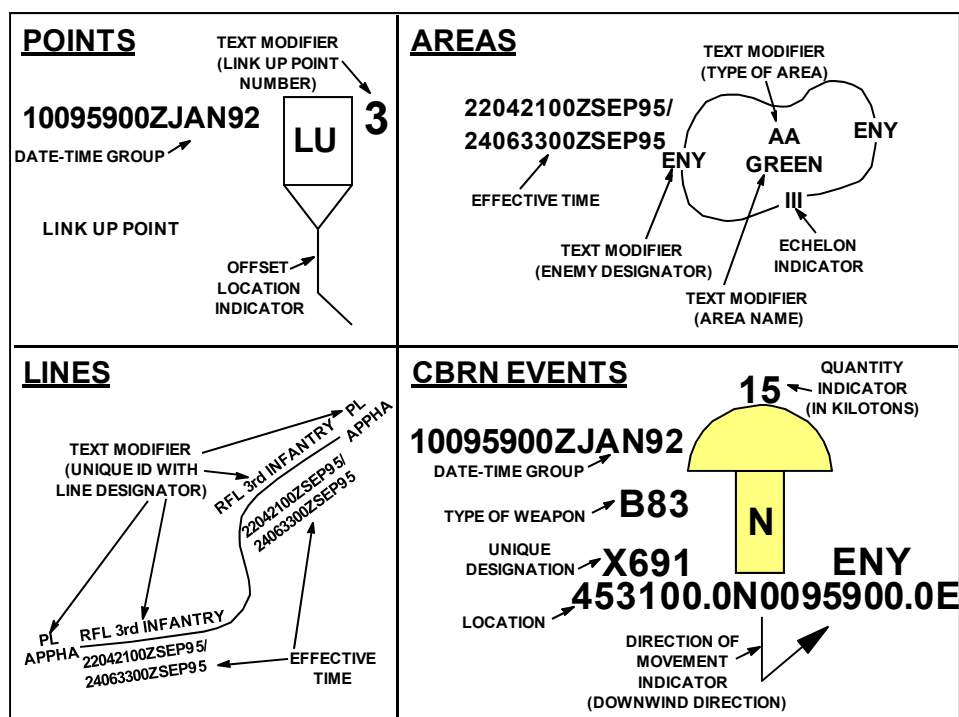 POINTS
TEXT MODIFIER
(LINK UP POINT
NUMBER)
10095900ZJAN92
LU
3
DATE-TIME GROUP
LINK UP POINT
OFFSET
LOCATION
INDICATOR
AREAS
TEXT MODIFIER
(TYPE OF AREA)
22042100ZSEP95/
24063300ZSEP95
ENY
AA
GREEN
ENY
EFFECTIVE TIME
III
TEXT MODIFIER
(ENEMY DESIGNATOR)
ECHELON
INDICATOR
TEXT MODIFIER
(AREA NAME)
LINES
TEXT MODIFIER
(UNIQUE ID WITH
LINE DESIGNATOR)
PL
APPHA
RFL 3rd INFANTRY
22042100ZSEP95/
24063300ZSEP95
PL
APPHA
RFL 3rd INFANTRY
22042100ZSEP95/
24063300ZSEP95
EFFECTIVE
TIME
CBRN EVENTS
15
QUANTITY
INDICATOR
(IN KILOTONS)
10095900ZJAN92
DATE-TIME GROUP
TYPE OF WEAPON
B83
N
UNIQUE
DESIGNATION
X691
ENY
453100.0N0095900.0E
LOCATION
DIRECTION OF
MOVEMENT
INDICATOR
(DOWNWIND DIRECTION)